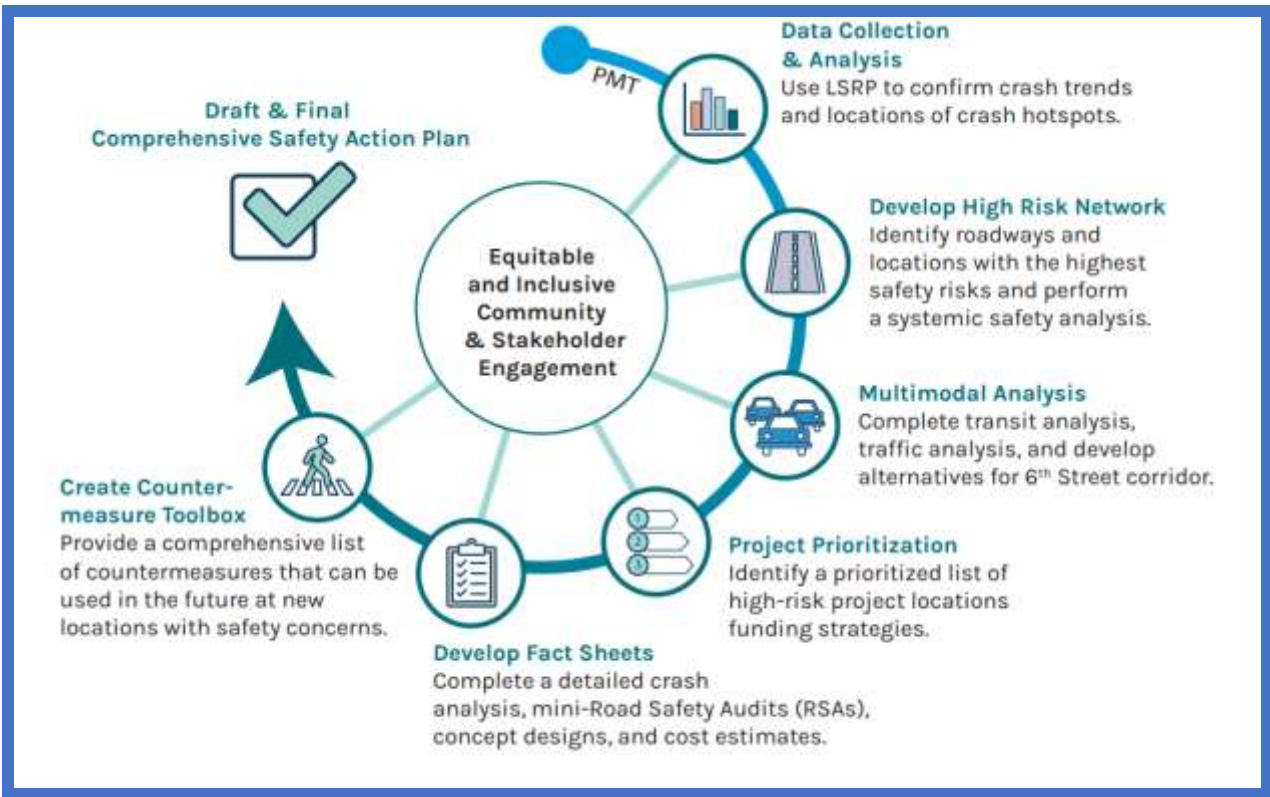 PMT
Data Collection
& Analysis
Use LSRP to confirm crash trends
and locations of crash hotspots.
Develop High Risk Network
Identify roadways and
locations with the highest
safety risks and perform
a systemic safety analysis.
Multimodal Analysis
Complete transit analysis,
traffic analysis, and develop
alternatives for 6th Street corridor.
Project Prioritization
Identify a prioritized list of
high-risk project locations
funding strategies.
1
2
3
Develop Fact Sheets
Complete a detailed crash
analysis, mini-Road Safety Audits (RSAs),
concept designs, and cost estimates.
Create Counter-
measure Toolbox
Provide a comprehensive list
of countermeasures that can be
used in the future at new
locations with safety concerns.
Draft & Final
Comprehensive Safety Action Plan
Equitable
and Inclusive
Community
& Stakeholder
Engagement